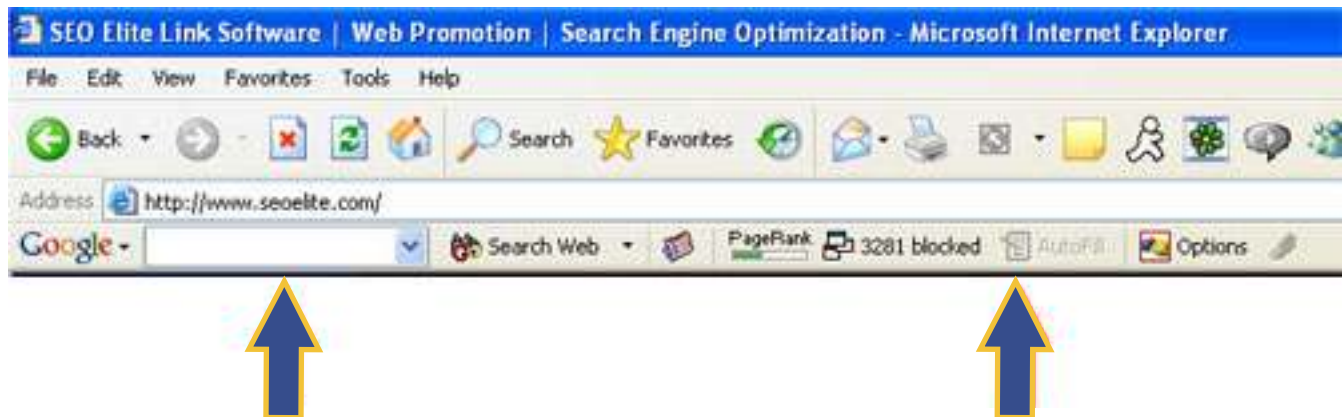 SEO Elite Link Software | Web Promotion | Search Engine Optimization - Microsoft Internet Explorer
File Edit View Favorites Tools Help
Back Search Favorites
Address http://www.seoelite.com/
Google Search Web PageRank 3281 blocked AutoFill Options